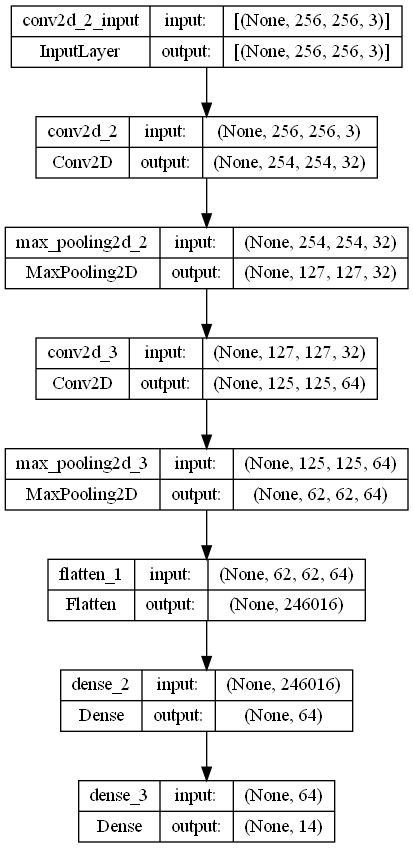 conv2d_2_input input: [(None, 256, 256, 3)]
InputLayer output: [(None, 256, 256, 3)]
conv2d_2 input: (None, 256, 256, 3)
Conv2D output: (None, 254, 254, 32)
max_pooling2d_2 input: (None, 254, 254, 32)
MaxPooling2D output: (None, 127, 127, 32)
conv2d_3 input: (None, 127, 127, 32)
Conv2D output: (None, 125, 125, 64)
max_pooling2d_3 input: (None, 125, 125, 64)
MaxPooling2D output: (None, 62, 62, 64)
flatten_1 input: (None, 62, 62, 64)
Flatten output: (None, 246016)
dense_2 input: (None, 246016)
Dense output: (None, 64)
dense_3 input: (None, 64)
Dense output: (None, 14)